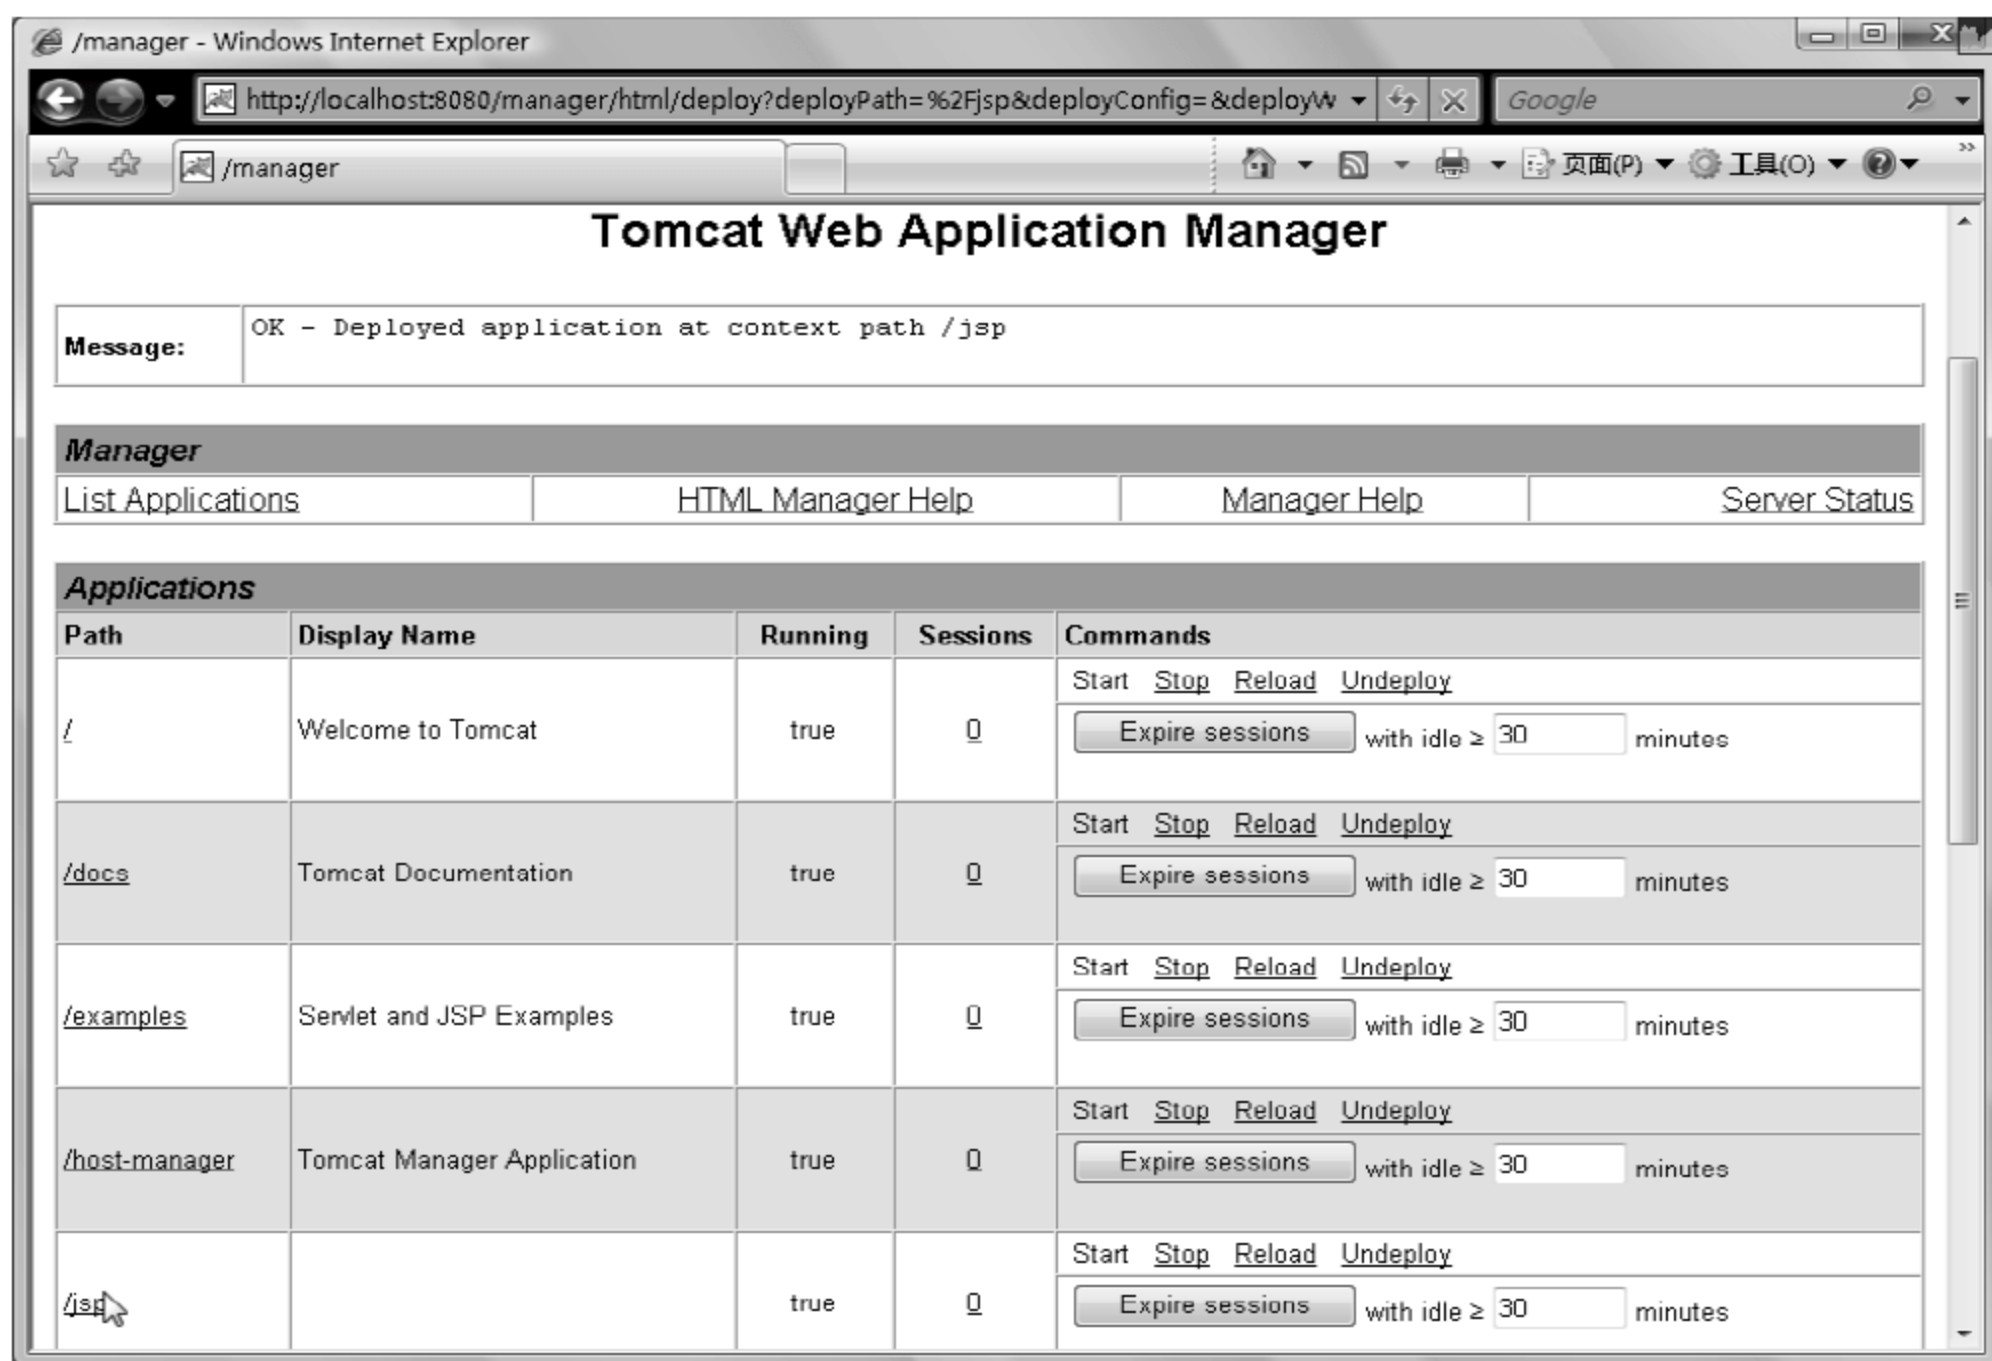 /manager - Windows Internet Explorer
http://localhost:8080/manager/html/deploy?deployPath=%2Fjsp&deployConfig=&deployW
Google
/manager
页面(P) 工具(O)
Tomcat Web Application Manager
Message: OK - Deployed application at context path /jsp
Manager
List Applications HTML Manager Help Manager Help Server Status
Applications
Path Display Name Running Sessions Commands
Start Stop Reload Undeploy
/ Welcome to Tomcat true 0 Expire sessions with idle ≥ 30 minutes
Start Stop Reload Undeploy
/docs Tomcat Documentation true 0 Expire sessions with idle ≥ 30 minutes
Start Stop Reload Undeploy
/examples Servlet and JSP Examples true 0 Expire sessions with idle ≥ 30 minutes
Start Stop Reload Undeploy
/host-manager Tomcat Manager Application true 0 Expire sessions with idle ≥ 30 minutes
Start Stop Reload Undeploy
/jsp true 0 Expire sessions with idle ≥ 30 minutes